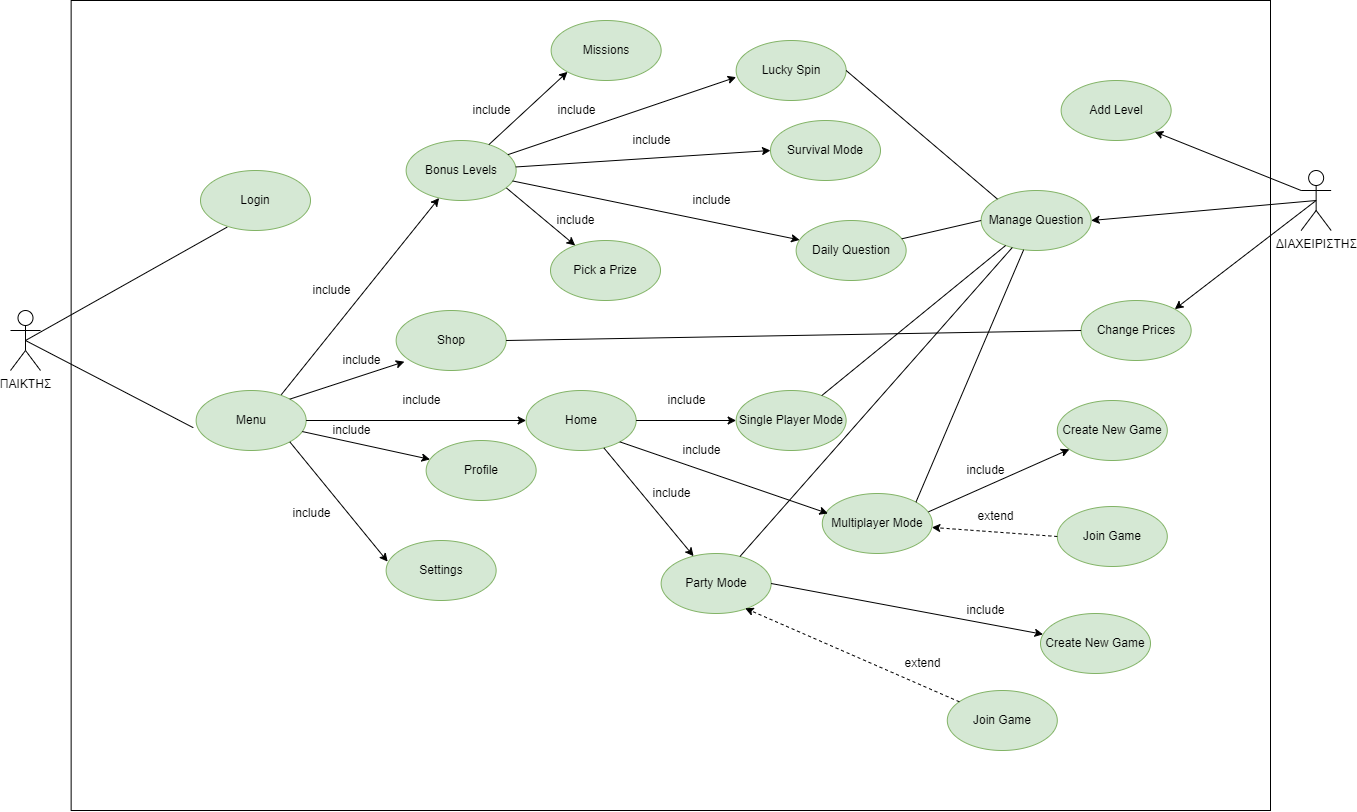 Missions
Lucky Spin
include
include
Add Level
include
Survival Mode
Bonus Levels
Login
include
include
Manage Question
ΔΙΑΧΕΙΡΙΣΤΗΣ
Daily Question
Pick a Prize
include
Shop
Change Prices
include
ΠΑΙΚΤΗΣ
include
include
Menu
Home
Single Player Mode
include
Create New Game
include
Profile
include
include
include
extend
Multiplayer Mode
Join Game
Settings
Party Mode
include
Create New Game
extend
Join Game